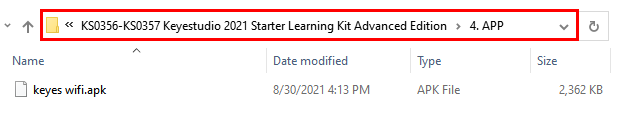 « KS0356-KS0357 Keyestudio 2021 Starter Learning Kit Advanced Edition > 4. APP
Name Date modified Type Size
keyes wifi.apk 8/30/2021 4:13 PM APK File 2,362 KB